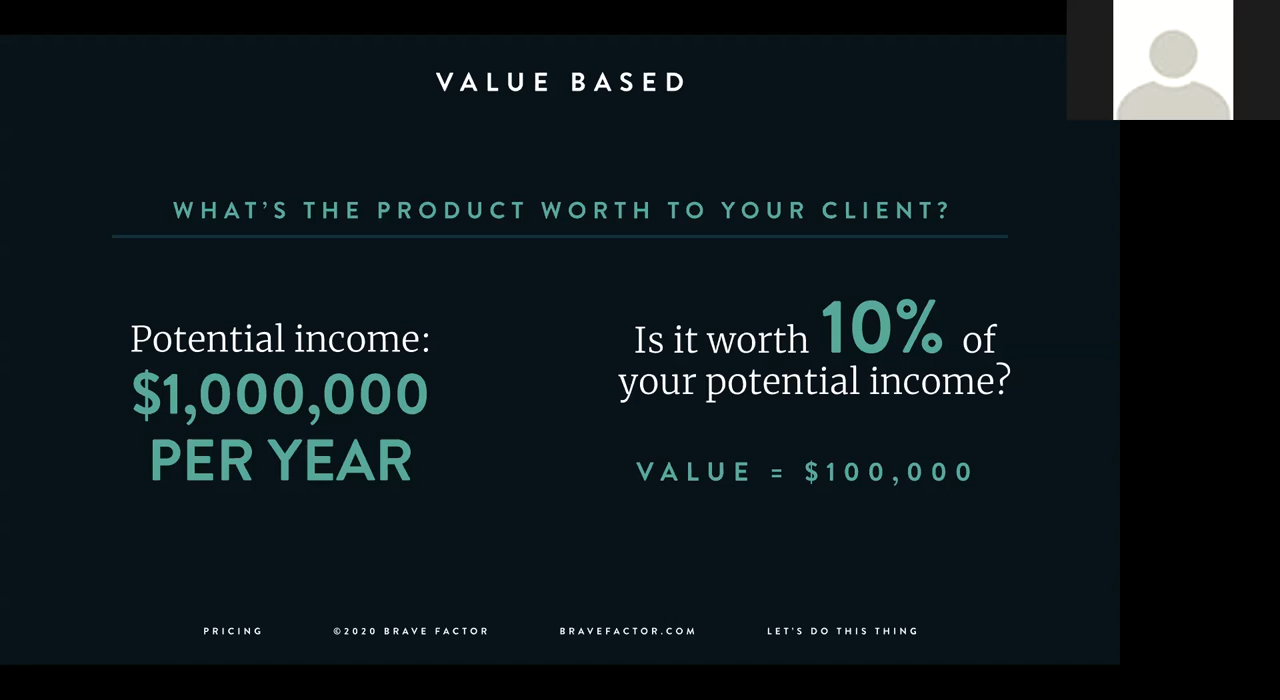 VALUE BASED
WHAT’S THE PRODUCT WORTH TO YOUR CLIENT?
Potential income:
$1,000,000
PER YEAR
Is it worth 10% of
your potential income?
VALUE = $100,000
PRICING ©2020 BRAVE FACTOR BRAVEFACTOR.COM LET’S DO THIS THING